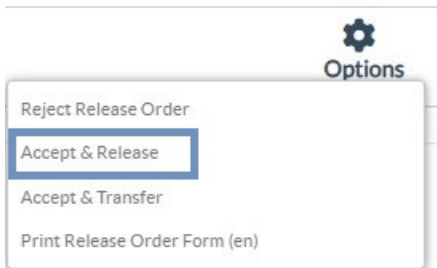 Options
Reject Release Order
Accept & Release
Accept & Transfer
Print Release Order Form (en)